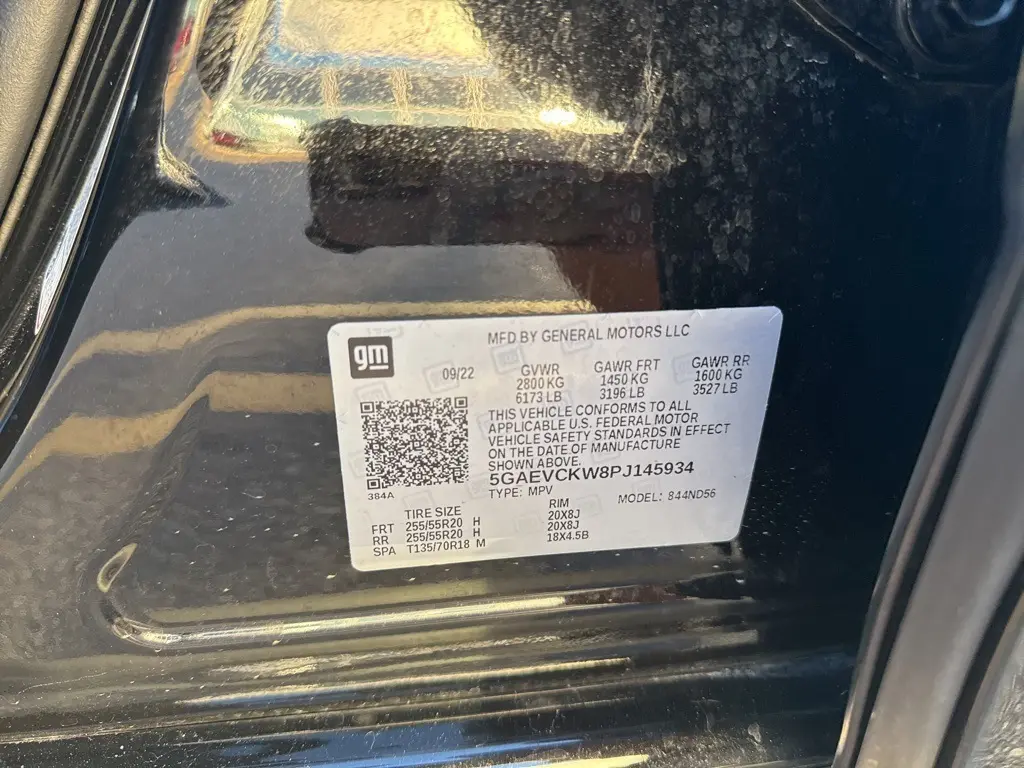 MFD BY GENERAL MOTORS LLC
gm
09/22
GVWR GAWR FRT GAWR RR
2800 KG 1450 KG 1600 KG
6173 LB 3196 LB 3527 LB
THIS VEHICLE CONFORMS TO ALL
APPLICABLE U.S. FEDERAL MOTOR
VEHICLE SAFETY STANDARDS IN EFFECT
ON THE DATE OF MANUFACTURE
SHOWN ABOVE.
5GAEVCKW8PJ145934
384A
TYPE: MPV MODEL: 844ND56
TIRE SIZE RIM
FRT 255/55R20 H 20X8J
RR 255/55R20 H 20X8J
SPA T135/70R18 M 18X4.5B